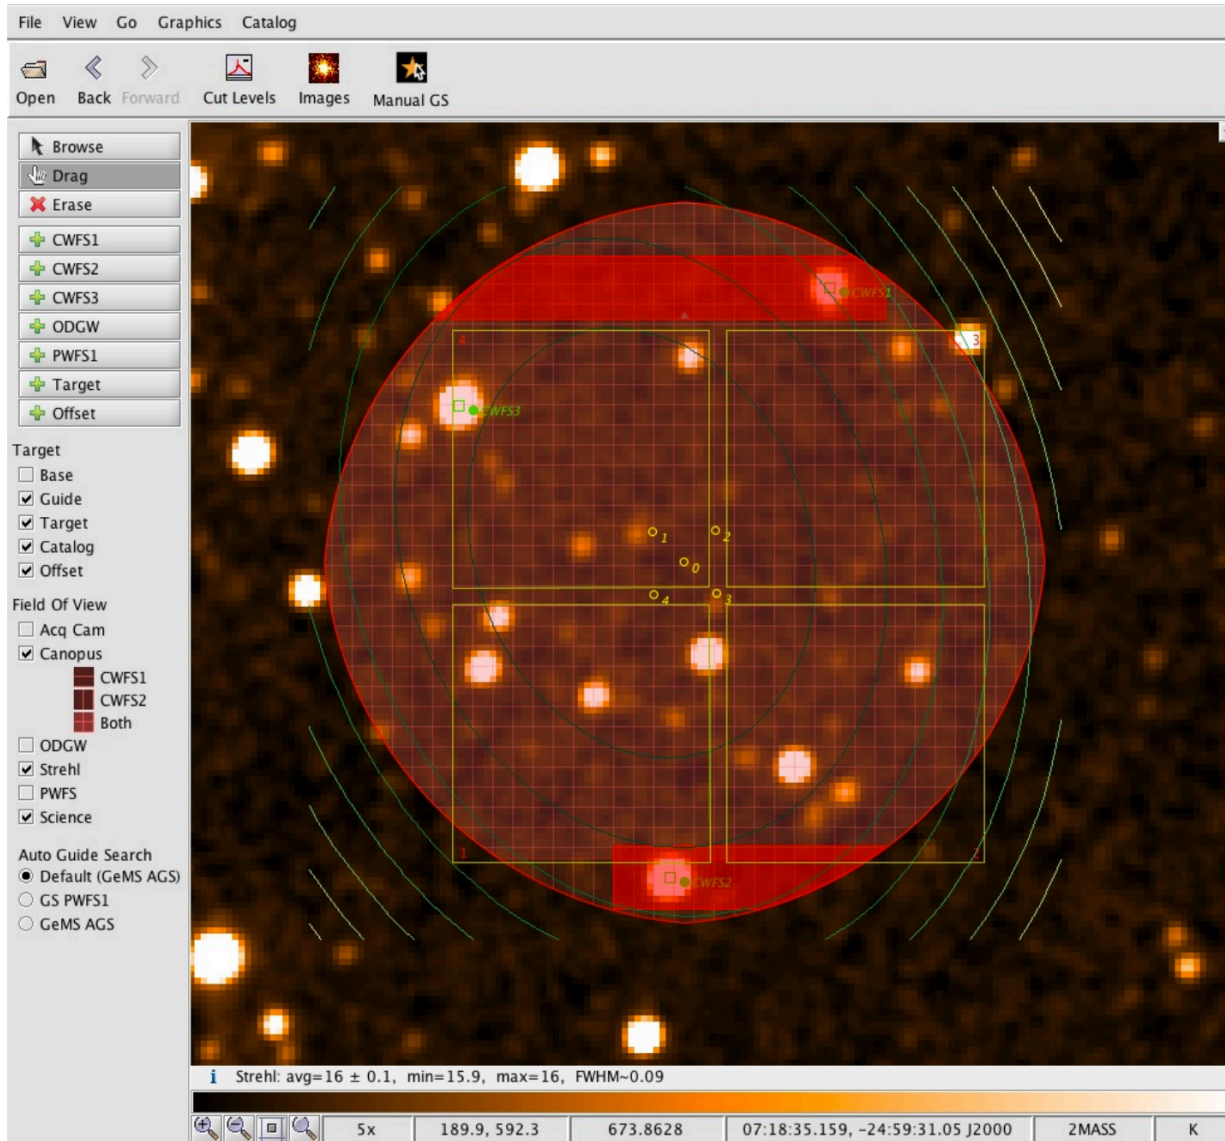 File View Go Graphics Catalog
Open Back Forward Cut Levels Images Manual GS
Browse
Drag
Erase
CWFS1
CWFS2
CWFS3
ODGW
PWFS1
Target
Offset
Target
Base
Guide
Target
Catalog
Offset
Field Of View
Acq Cam
Canopus
CWFS1
CWFS2
Both
ODGW
Strehl
PWFS
Science
Auto Guide Search
Default (GeMS AGS)
GS PWFS1
GeMS AGS
CWFS1
4 3
CWFS3
1 2
0
4 3
1 2
CWFS2
Strehl: avg=16 ± 0.1, min=15.9, max=16, FWHM~0.09
5x 189.9, 592.3 673.8628 07:18:35.159, -24:59:31.05 J2000 2MASS K